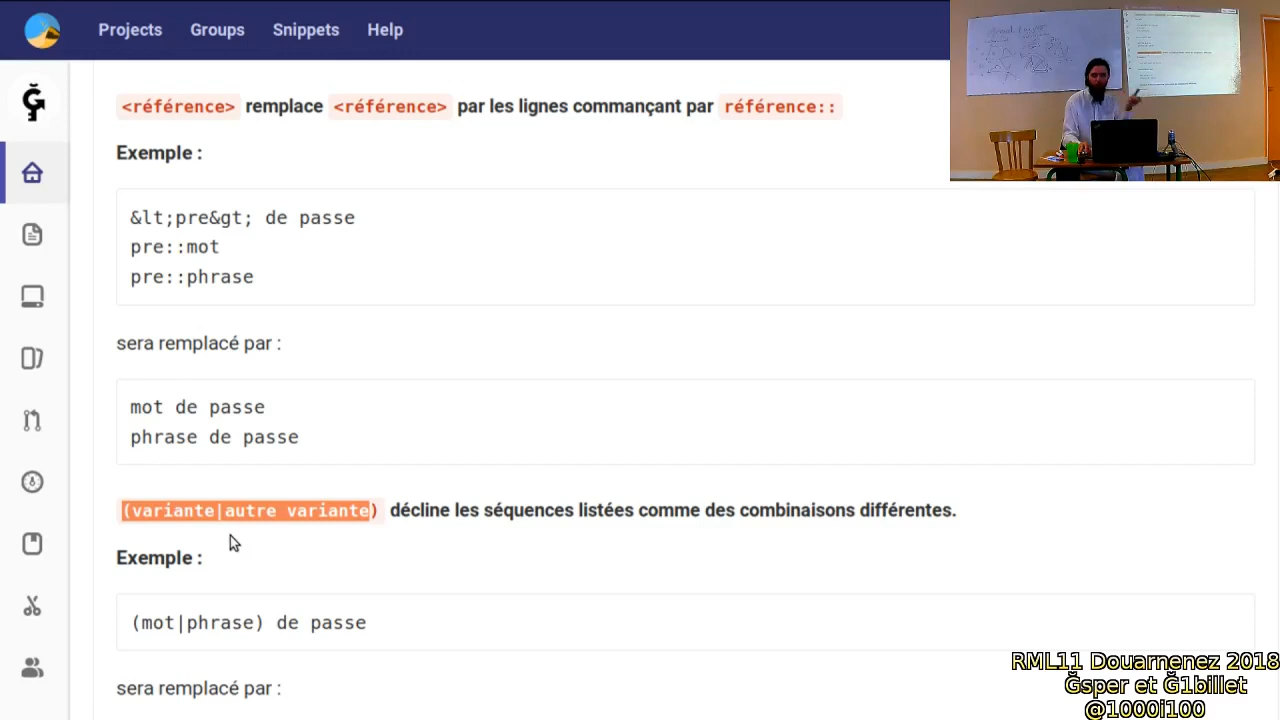 Projects Groups Snippets Help
<référence> remplace <référence> par les lignes commançant par référence::
Exemple :
&lt;pre&gt; de passe
pre::mot
pre::phrase
sera remplacé par :
mot de passe
phrase de passe
(variante|autre variante) décline les séquences listées comme des combinaisons différentes.
Exemple :
(mot|phrase) de passe
sera remplacé par :
RML11 Douarnenez 2018
Ğsper et Ğ1billet
@1000i100